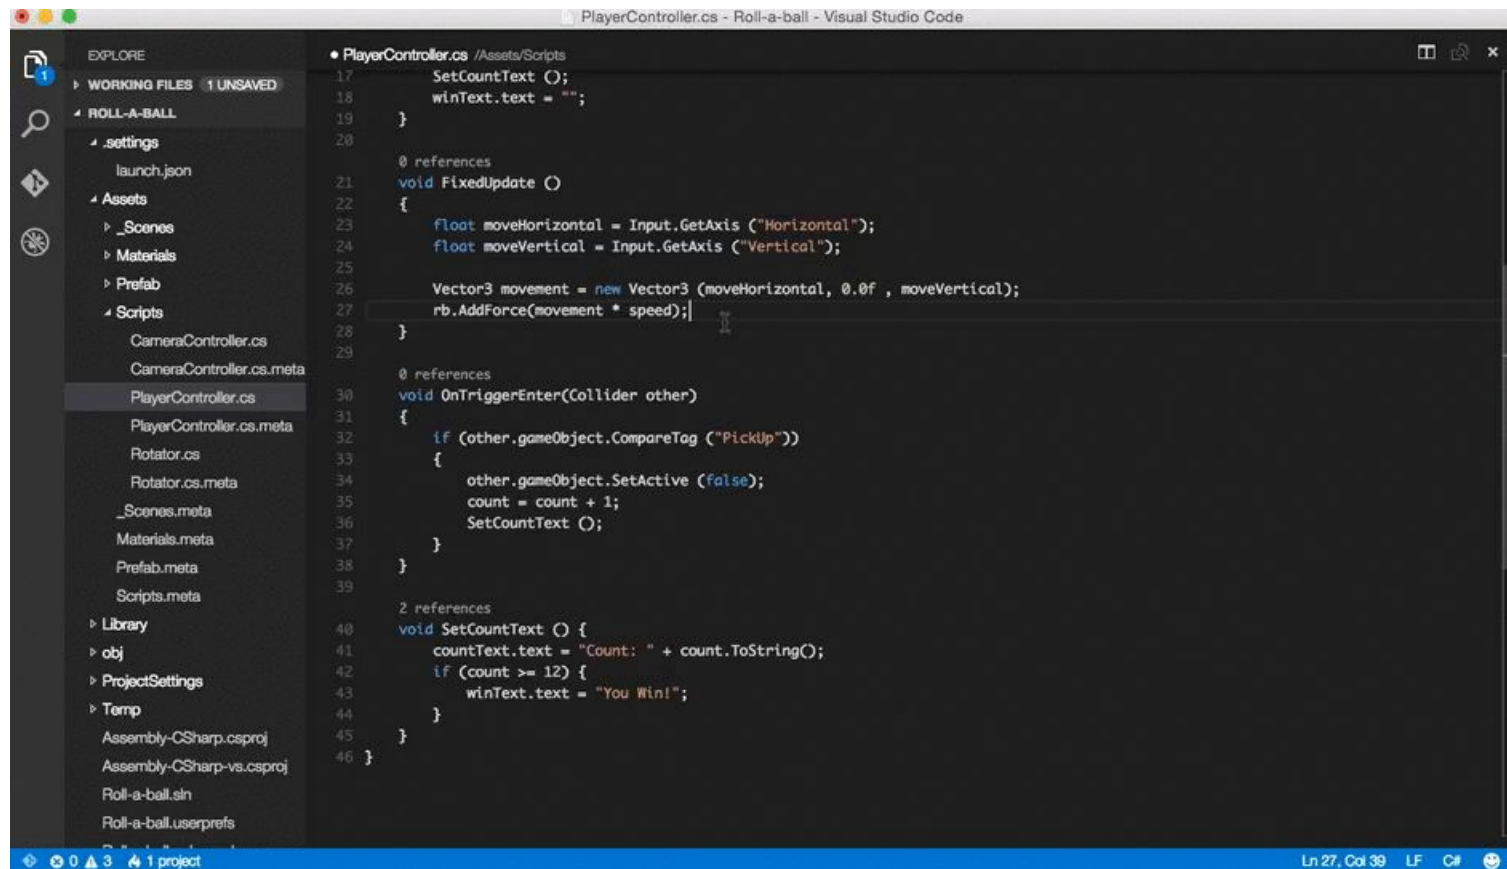 PlayerController.cs - Roll-a-ball - Visual Studio Code
EXPLORE
1
WORKING FILES 1 UNSAVED
ROLL-A-BALL
.settings
launch.json
Assets
_Scenes
Materials
Prefab
Scripts
CameraController.cs
CameraController.cs.meta
PlayerController.cs
PlayerController.cs.meta
Rotator.cs
Rotator.cs.meta
_Scenes.meta
Materials.meta
Prefab.meta
Scripts.meta
Library
obj
ProjectSettings
Temp
Assembly-CSharp.csproj
Assembly-CSharp-vs.csproj
Roll-a-ball.sln
Roll-a-ball.userprefs
PlayerController.cs /Assets/Scripts
17 SetCountText ();
18 winText.text = "";
19 }
20
0 references
21 void FixedUpdate ()
22 {
23 float moveHorizontal = Input.GetAxis ("Horizontal");
24 float moveVertical = Input.GetAxis ("Vertical");
25
26 Vector3 movement = new Vector3 (moveHorizontal, 0.0f , moveVertical);
27 rb.AddForce(movement * speed);
28 }
29
0 references
30 void OnTriggerEnter(Collider other)
31 {
32 if (other.gameObject.CompareTag ("PickUp"))
33 {
34 other.gameObject.SetActive (false);
35 count = count + 1;
36 SetCountText ();
37 }
38 }
39
2 references
40 void SetCountText () {
41 countText.text = "Count: " + count.ToString();
42 if (count >= 12) {
43 winText.text = "You Win!";
44 }
45 }
46 }
0 3 1 project
Ln 27, Col 39 LF C#